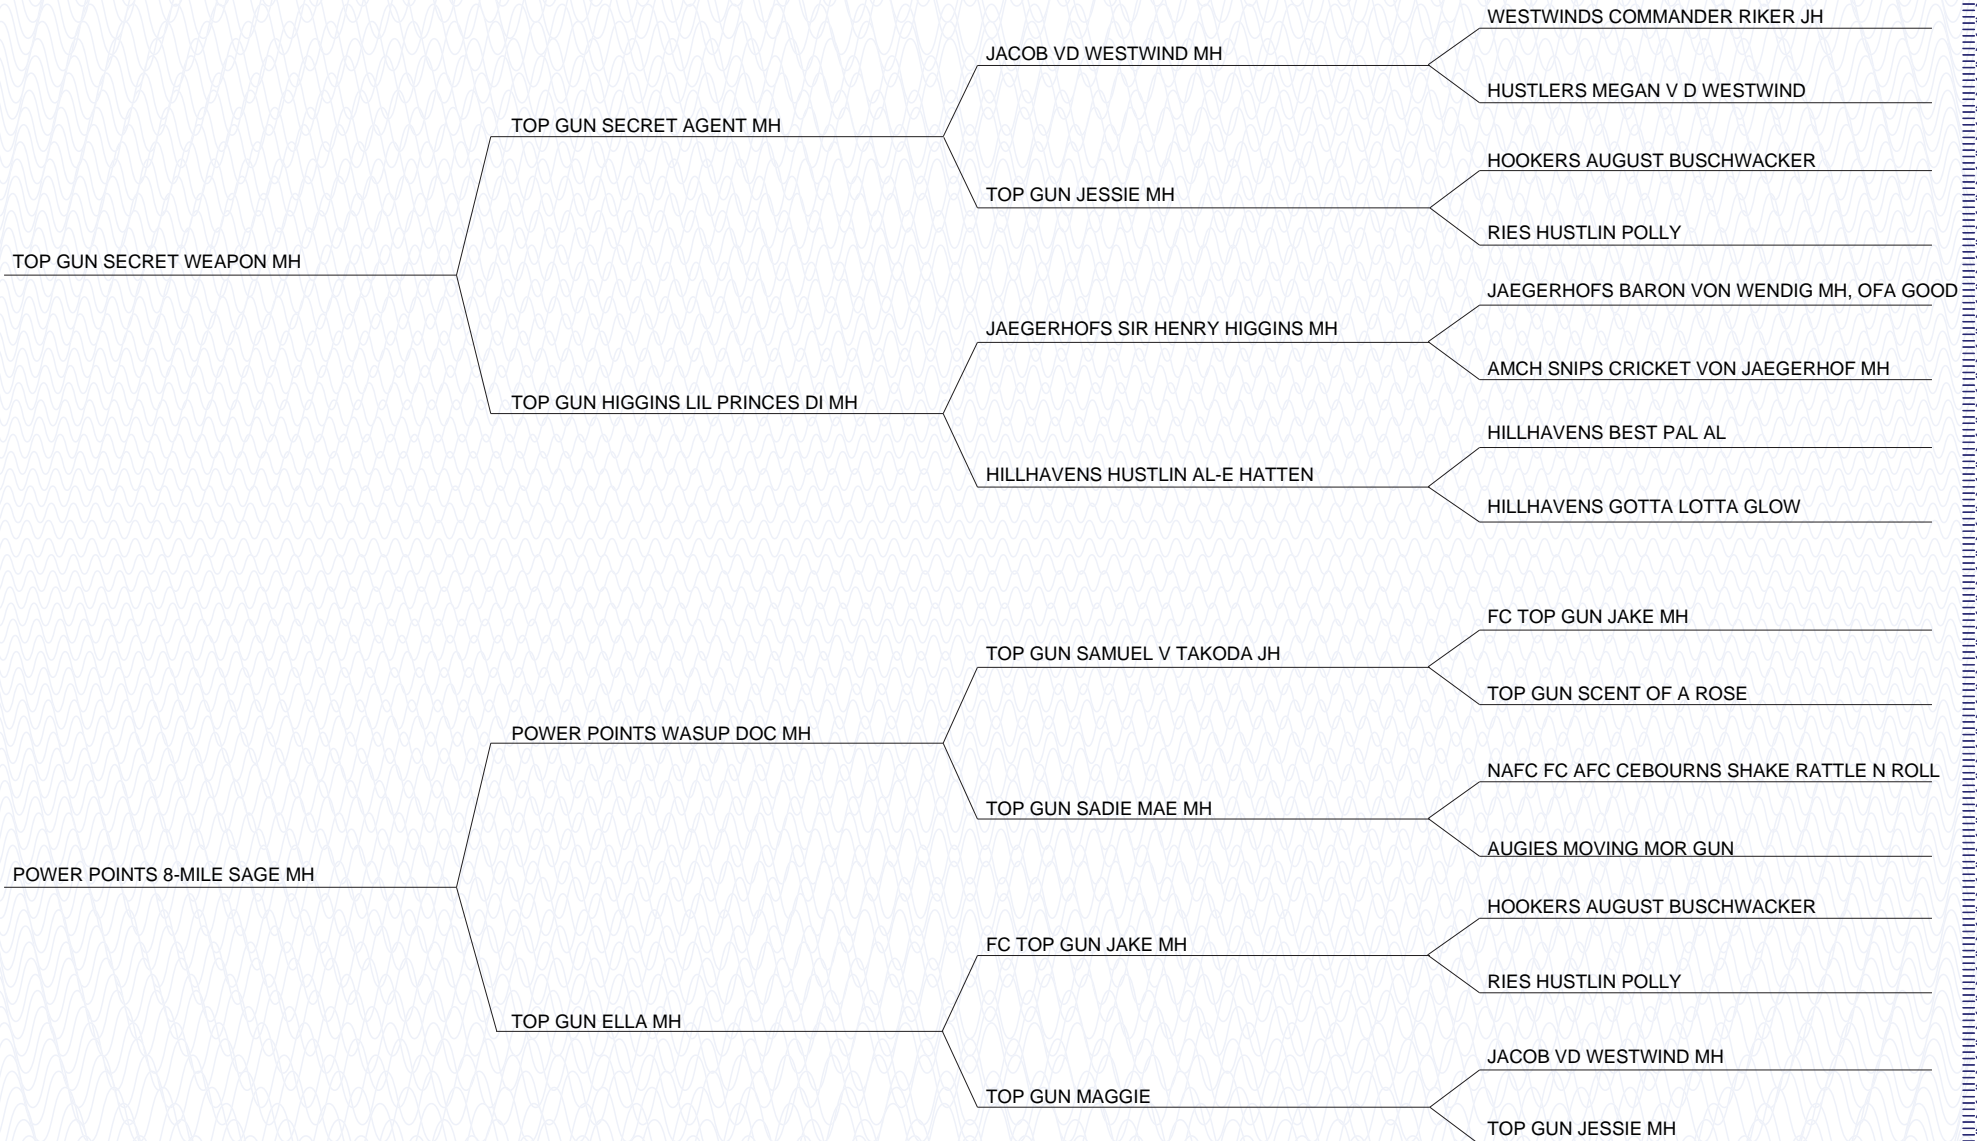 WESTWINDS COMMANDER RIKER JH
JACOB VD WESTWIND MH
HUSTLERS MEGAN V D WESTWIND
TOP GUN SECRET AGENT MH
HOOKERS AUGUST BUSCHWACKER
TOP GUN JESSIE MH
RIES HUSTLIN POLLY
TOP GUN SECRET WEAPON MH
JAEGERHOFS BARON VON WENDIG MH, OFA GOOD
JAEGERHOFS SIR HENRY HIGGINS MH
AMCH SNIPS CRICKET VON JAEGERHOF MH
TOP GUN HIGGINS LIL PRINCES DI MH
HILLHAVENS BEST PAL AL
HILLHAVENS HUSTLIN AL-E HATTEN
HILLHAVENS GOTTA LOTTA GLOW
FC TOP GUN JAKE MH
TOP GUN SAMUEL V TAKODA JH
TOP GUN SCENT OF A ROSE
POWER POINTS WASUP DOC MH
NAFC FC AFC CEBOURNS SHAKE RATTLE N ROLL
TOP GUN SADIE MAE MH
AUGIES MOVING MOR GUN
POWER POINTS 8-MILE SAGE MH
HOOKERS AUGUST BUSCHWACKER
FC TOP GUN JAKE MH
RIES HUSTLIN POLLY
TOP GUN ELLA MH
JACOB VD WESTWIND MH
TOP GUN MAGGIE
TOP GUN JESSIE MH